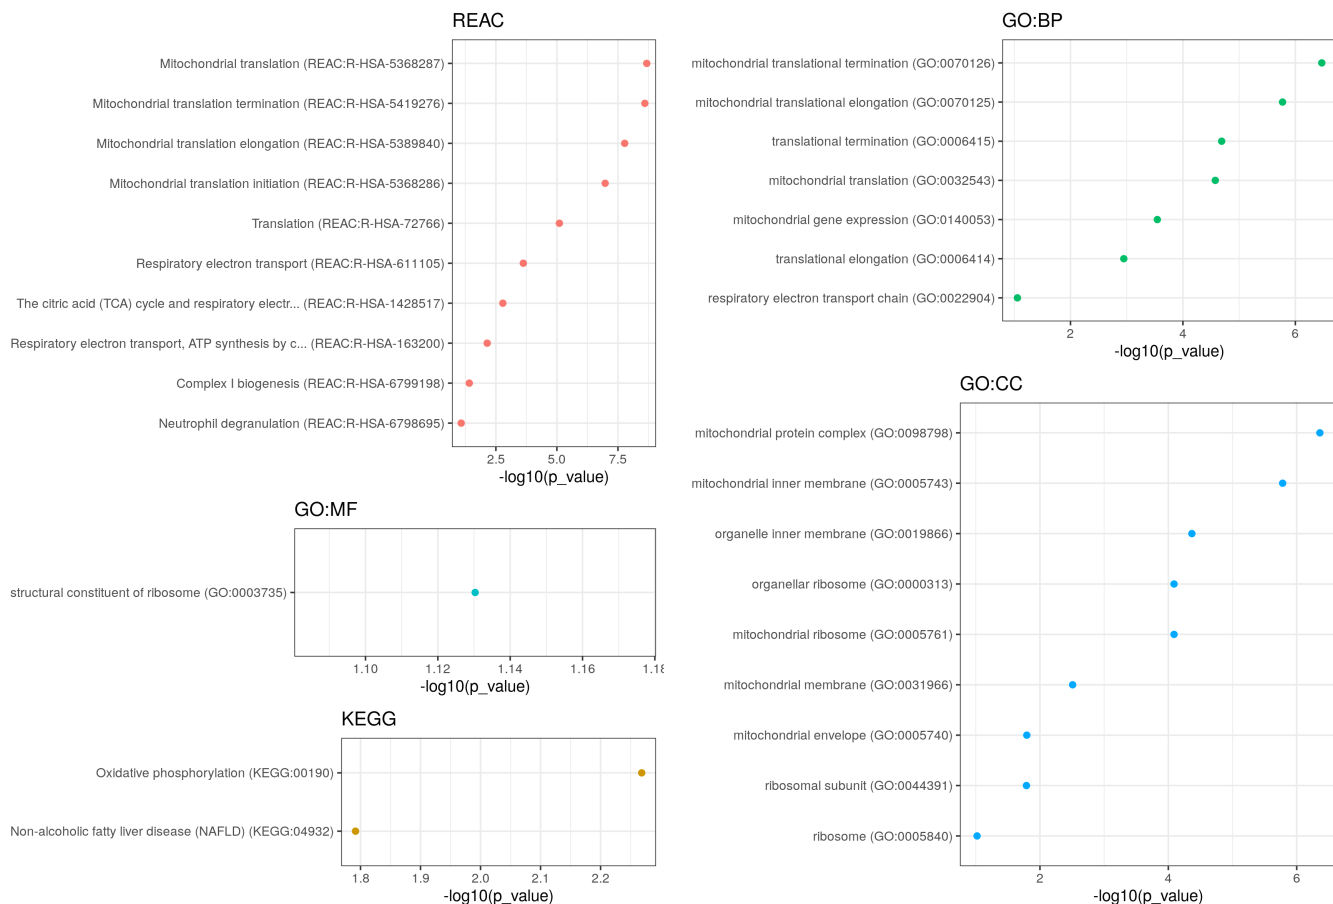 REAC
Mitochondrial translation (REAC:R-HSA-5368287)
Mitochondrial translation termination (REAC:R-HSA-5419276)
Mitochondrial translation elongation (REAC:R-HSA-5389840)
Mitochondrial translation initiation (REAC:R-HSA-5368286)
Translation (REAC:R-HSA-72766)
Respiratory electron transport (REAC:R-HSA-611105)
The citric acid (TCA) cycle and respiratory electr... (REAC:R-HSA-1428517)
Respiratory electron transport, ATP synthesis by c... (REAC:R-HSA-163200)
Complex I biogenesis (REAC:R-HSA-6799198)
Neutrophil degranulation (REAC:R-HSA-6798695)
2.5 5.0 7.5
-log10(p_value)
GO:MF
structural constituent of ribosome (GO:0003735)
1.10 1.12 1.14 1.16 1.18
-log10(p_value)
KEGG
Oxidative phosphorylation (KEGG:00190)
Non-alcoholic fatty liver disease (NAFLD) (KEGG:04932)
1.8 1.9 2.0 2.1 2.2
-log10(p_value)
GO:BP
mitochondrial translational termination (GO:0070126)
mitochondrial translational elongation (GO:0070125)
translational termination (GO:0006415)
mitochondrial translation (GO:0032543)
mitochondrial gene expression (GO:0140053)
translational elongation (GO:0006414)
respiratory electron transport chain (GO:0022904)
2 4 6
-log10(p_value)
GO:CC
mitochondrial protein complex (GO:0098798)
mitochondrial inner membrane (GO:0005743)
organelle inner membrane (GO:0019866)
organellar ribosome (GO:0000313)
mitochondrial ribosome (GO:0005761)
mitochondrial membrane (GO:0031966)
mitochondrial envelope (GO:0005740)
ribosomal subunit (GO:0044391)
ribosome (GO:0005840)
2 4 6
-log10(p_value)